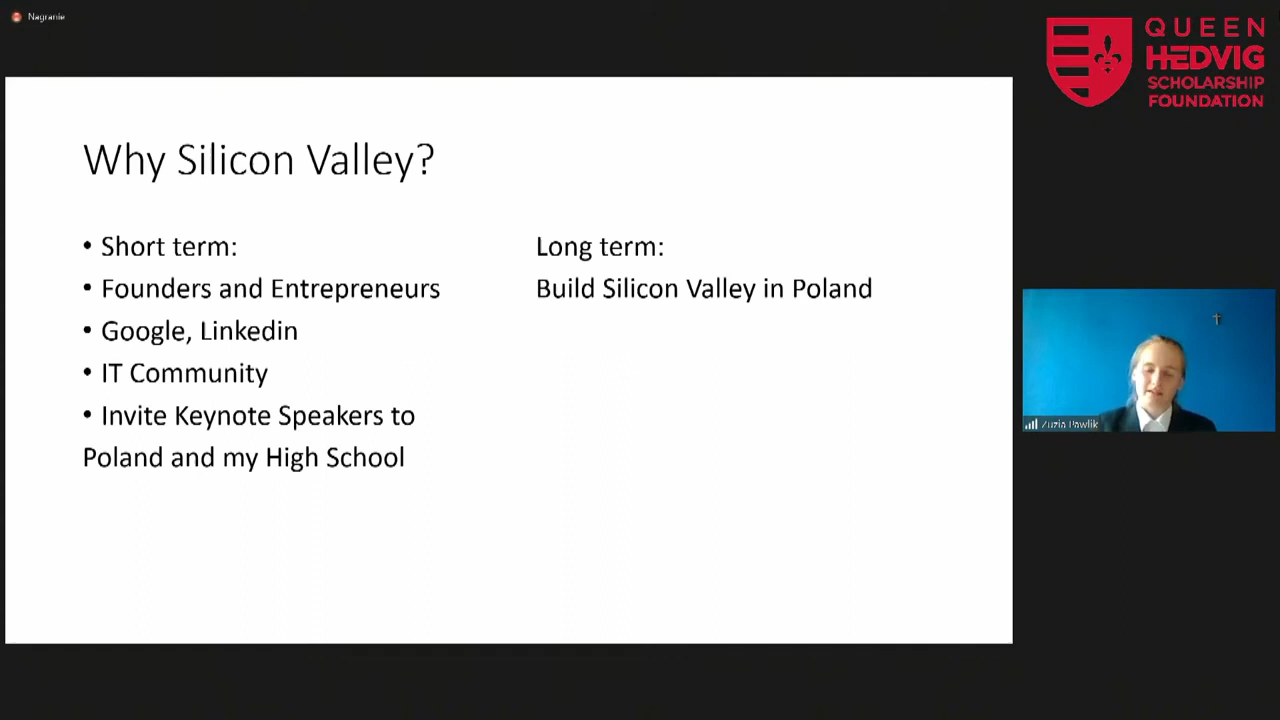 Nagranie
QUEEN
HEDVIG
SCHOLARSHIP
FOUNDATION
Why Silicon Valley?
• Short term:
• Founders and Entrepreneurs
• Google, Linkedin
• IT Community
• Invite Keynote Speakers to
Poland and my High School
Long term:
Build Silicon Valley in Poland
Zuzia Pawlik